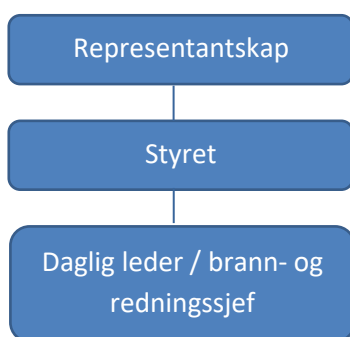 Representantskap
Styret
Daglig leder / brann- og
redningssjef